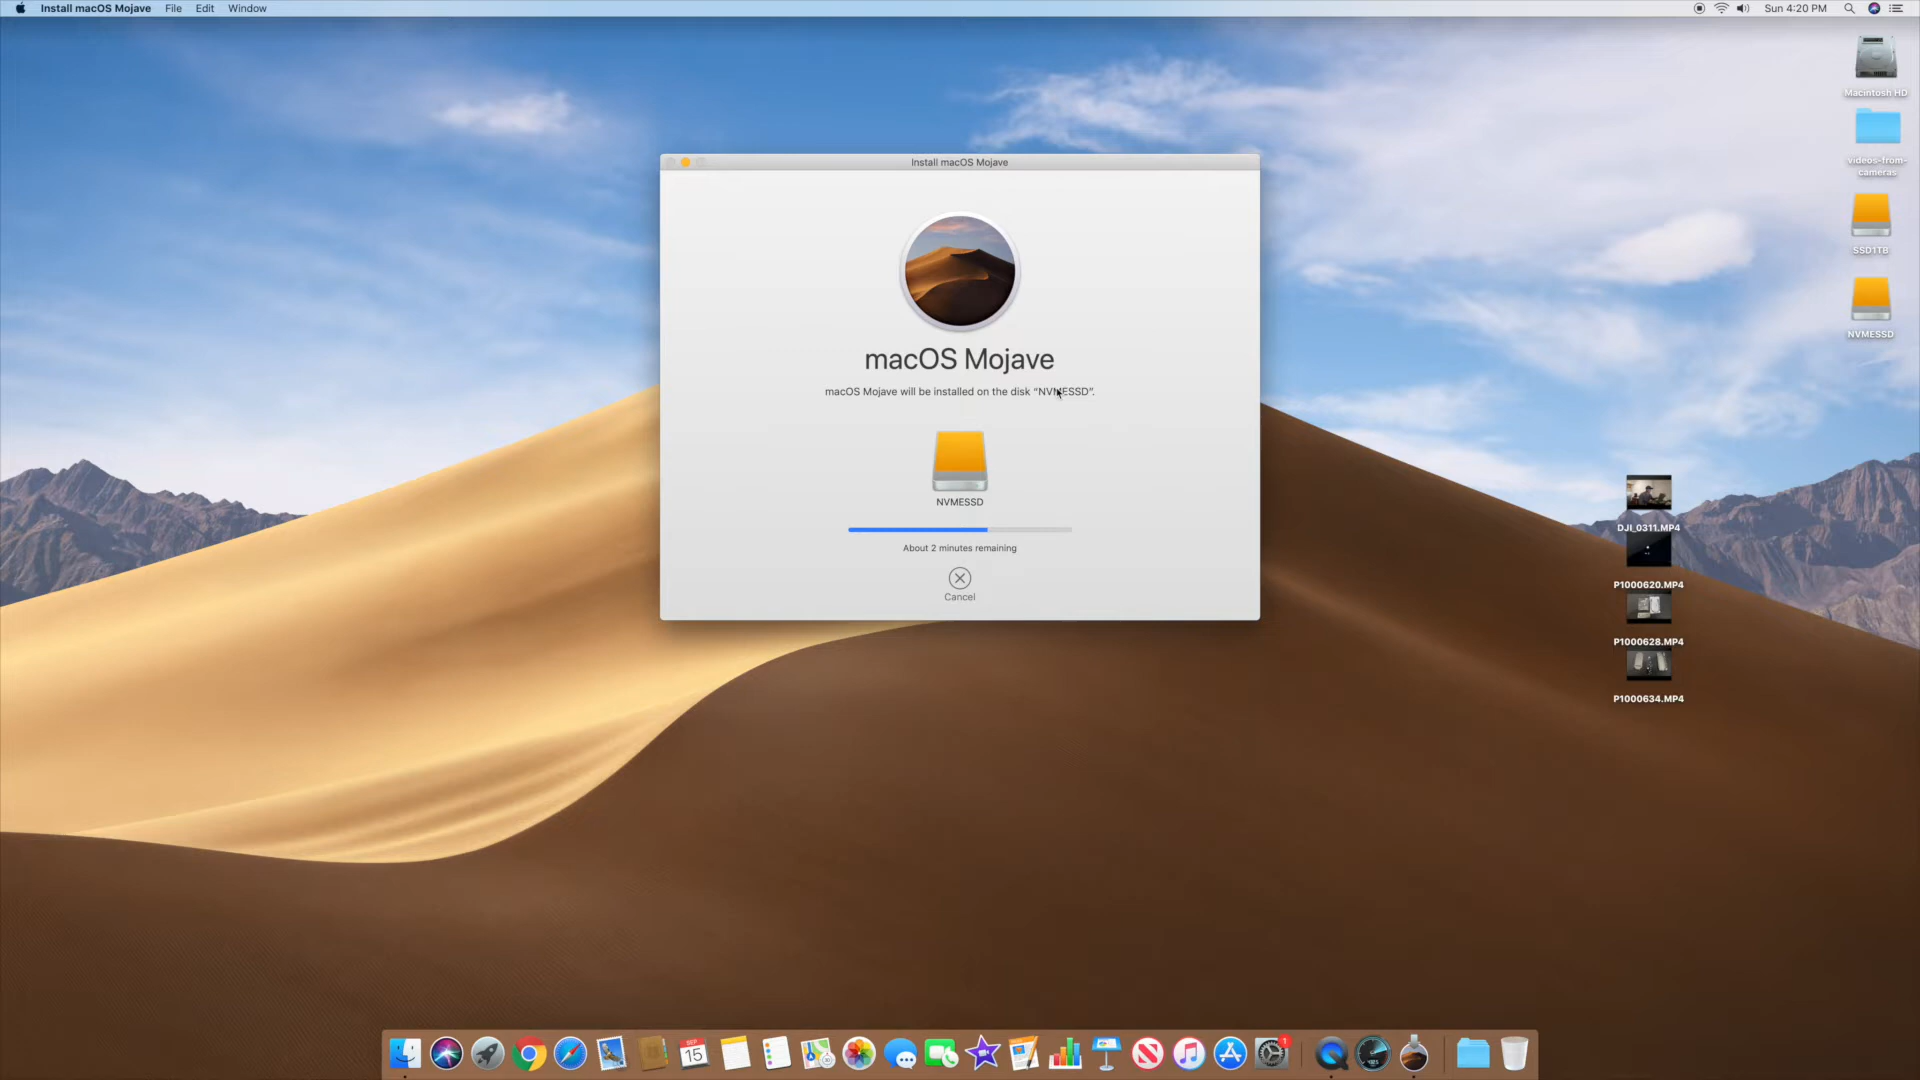 Install macOS Mojave File Edit Window
Sun 4:20 PM
Install macOS Mojave
macOS Mojave
macOS Mojave will be installed on the disk “NVMESSD”.
NVMESSD
About 2 minutes remaining
Cancel
Macintosh HD
videos-from-
cameras
SSD1TB
NVMESSD
DJI_0311.MP4
P1000620.MP4
P1000628.MP4
P1000634.MP4
SEP
15
1